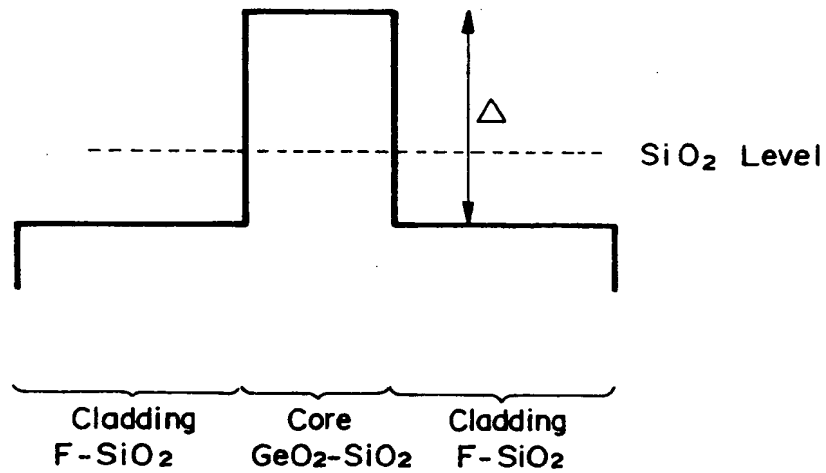 △
SiO₂ Level
Cladding
F-SiO₂
Core
GeO₂-SiO₂
Cladding
F-SiO₂